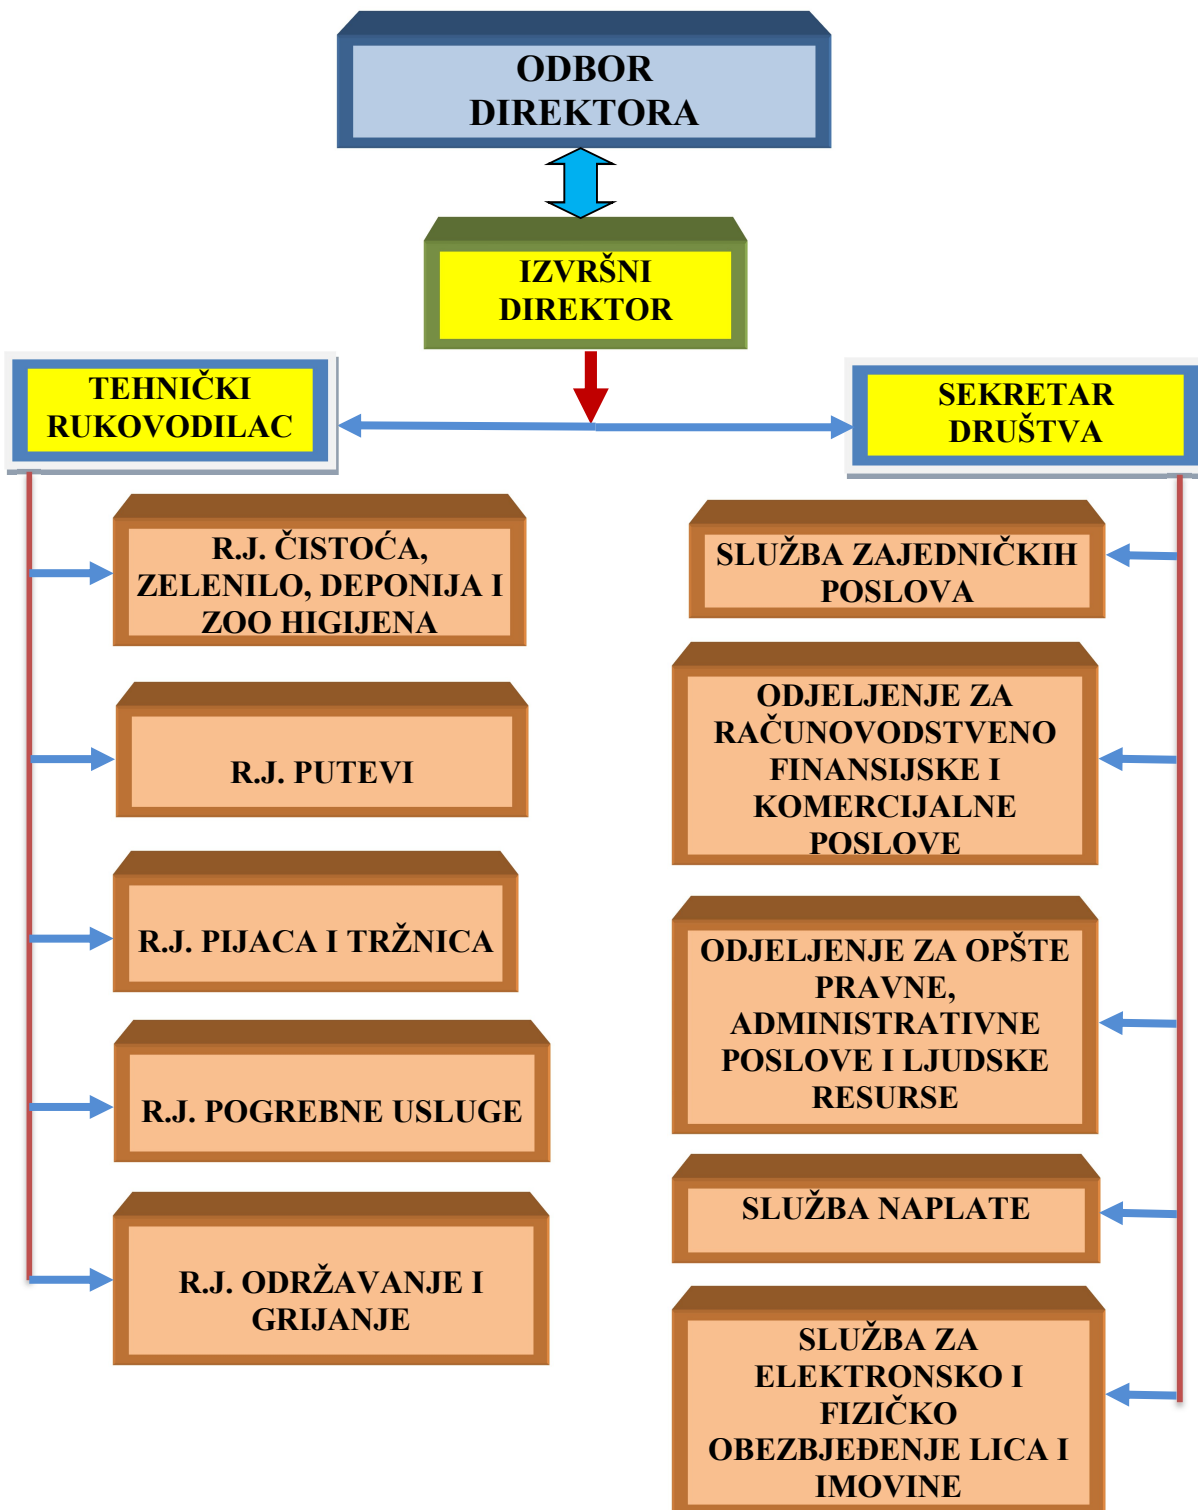 ODBOR
DIREKTORA
IZVRŠNI
DIREKTOR
TEHNIČKI
RUKOVODILAC
SEKRETAR
DRUŠTVA
R.J. ČISTOĆA,
ZELENILO, DEPONIJA I
ZOO HIGIJENA
R.J. PUTEVI
R.J. PIJACA I TRŽNICA
R.J. POGREBNE USLUGE
R.J. ODRŽAVANJE I
GRIJANJE
SLUŽBA ZAJEDNIČKIH
POSLOVA
ODJELJENJE ZA
RAČUNOVODSTVENO
FINANSIJSKE I
KOMERCIJALNE
POSLOVE
ODJELJENJE ZA OPŠTE
PRAVNE,
ADMINISTRATIVNE
POSLOVE I LJUDSKE
RESURSE
SLUŽBA NAPLATE
SLUŽBA ZA
ELEKTRONSKO I
FIZIČKO
OBEZBJEĐENJE LICA I
IMOVINE